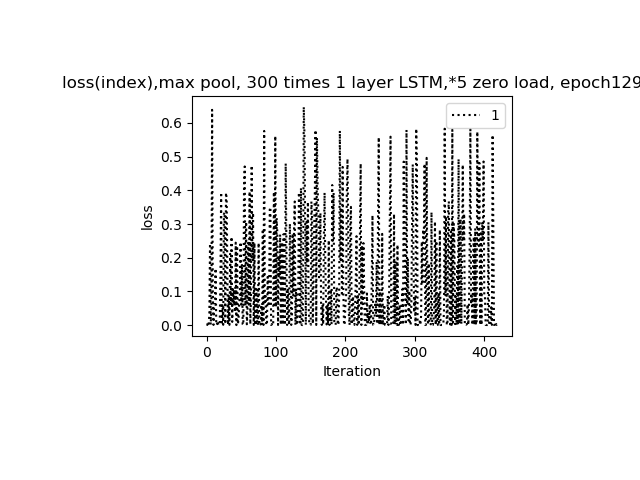 loss(index),max pool, 300 times 1 layer LSTM,*5 zero load, epoch129
1
loss
0.6
0.5
0.4
0.3
0.2
0.1
0.0
0 100 200 300 400
Iteration